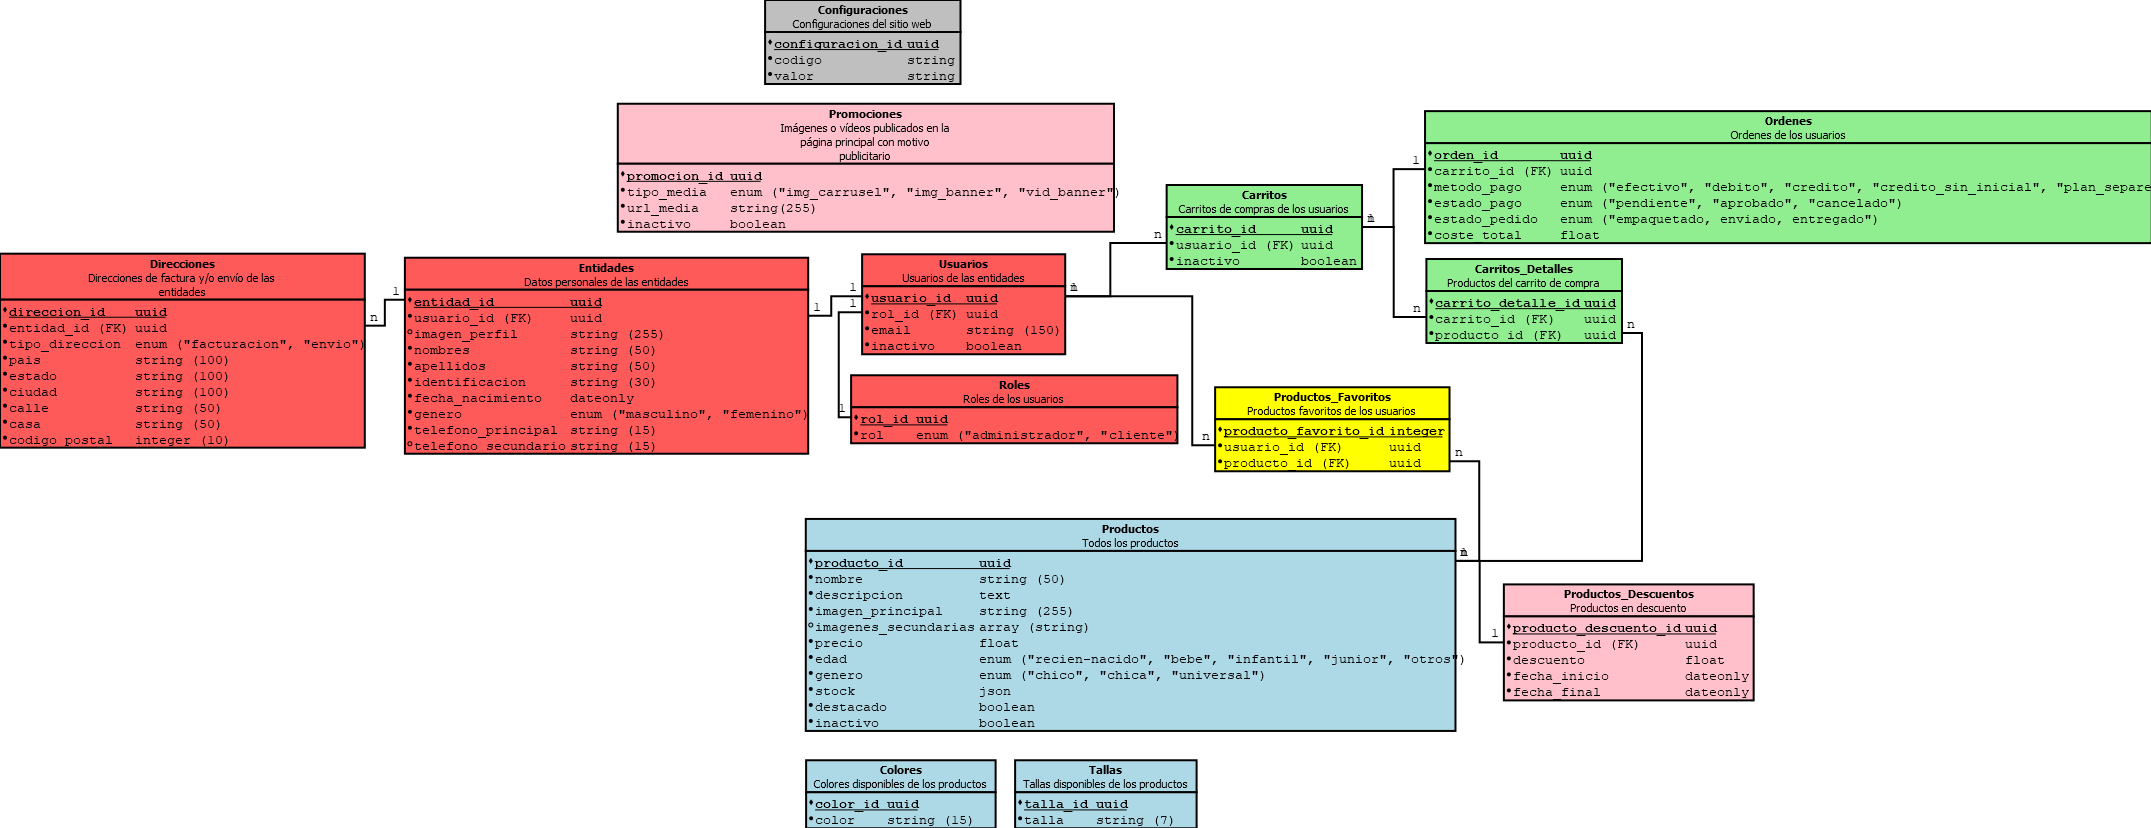 Configuraciones
Configuraciones del sitio web
configuracion_id uuid
codigo string
valor string
Promociones
Imágenes o vídeos publicados en la
página principal con motivo
publicitario
promocion_id uuid
tipo_media enum ("img_carrusel", "img_banner", "vid_banner")
url_media string(255)
inactivo boolean
Ordenes
Ordenes de los usuarios
orden_id uuid
carrito_id (FK) uuid
metodo_pago enum ("efectivo", "debito", "credito", "credito_sin_inicial", "plan_separe
estado_pago enum ("pendiente", "aprobado", "cancelado")
estado_pedido enum ("empaquetado, enviado, entregado")
coste_total float
Carritos
Carritos de compras de los usuarios
carrito_id uuid
usuario_id (FK) uuid
inactivo boolean
Carritos_Detalles
Productos del carrito de compra
carrito_detalle_id uuid
carrito_id (FK) uuid
producto_id (FK) uuid
Direcciones
Direcciones de factura y/o envío de las
entidades
direccion_id uuid
entidad_id (FK) uuid
tipo_direccion enum ("facturacion", "envio")
pais string (100)
estado string (100)
ciudad string (100)
calle string (50)
casa string (50)
codigo_postal integer (10)
n
1
Entidades
Datos personales de las entidades
entidad_id uuid
usuario_id (FK) uuid
imagen_perfil string (255)
nombres string (50)
apellidos string (50)
identificacion string (30)
fecha_nacimiento dateonly
genero enum ("masculino", "femenino")
telefono_principal string (15)
telefono_secundario string (15)
1
1
1
Usuarios
Usuarios de las entidades
usuario_id uuid
rol_id (FK) uuid
email string (150)
inactivo boolean
n
1
n
n
1
Roles
Roles de los usuarios
rol_id uuid
rol enum ("administrador", "cliente")
Productos_Favoritos
Productos favoritos de los usuarios
producto_favorito_id integer
usuario_id (FK) uuid
producto_id (FK) uuid
n
n
n
Productos
Todos los productos
producto_id uuid
nombre string (50)
descripcion text
imagen_principal string (255)
imagenes_secundarias array (string)
precio float
edad enum ("recien-nacido", "bebe", "infantil", "junior", "otros")
genero enum ("chico", "chica", "universal")
stock json
destacado boolean
inactivo boolean
1
Productos_Descuentos
Productos en descuento
producto_descuento_id uuid
producto_id (FK) uuid
descuento float
fecha_inicio dateonly
fecha_final dateonly
Colores
Colores disponibles de los productos
color_id uuid
color string (15)
Tallas
Tallas disponibles de los productos
talla_id uuid
talla string (7)